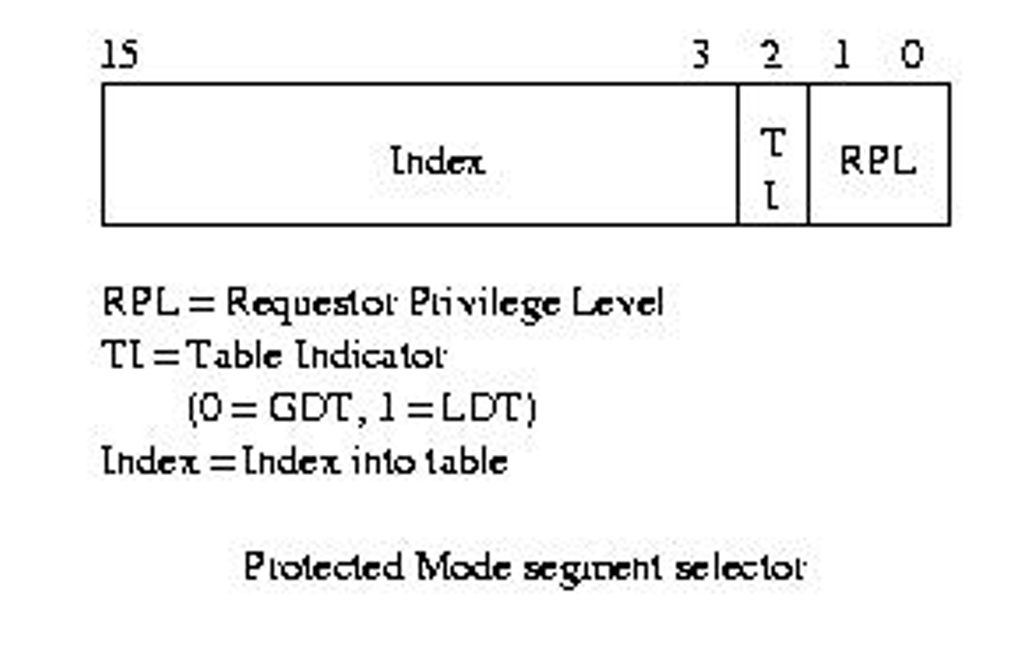 15 3 2 1 0
Index T I RPL
RPL = Requestor Privilege Level
TI = Table Indicator
(0 = GDT, 1 = LDT)
Index = Index into table
Protected Mode segment selector